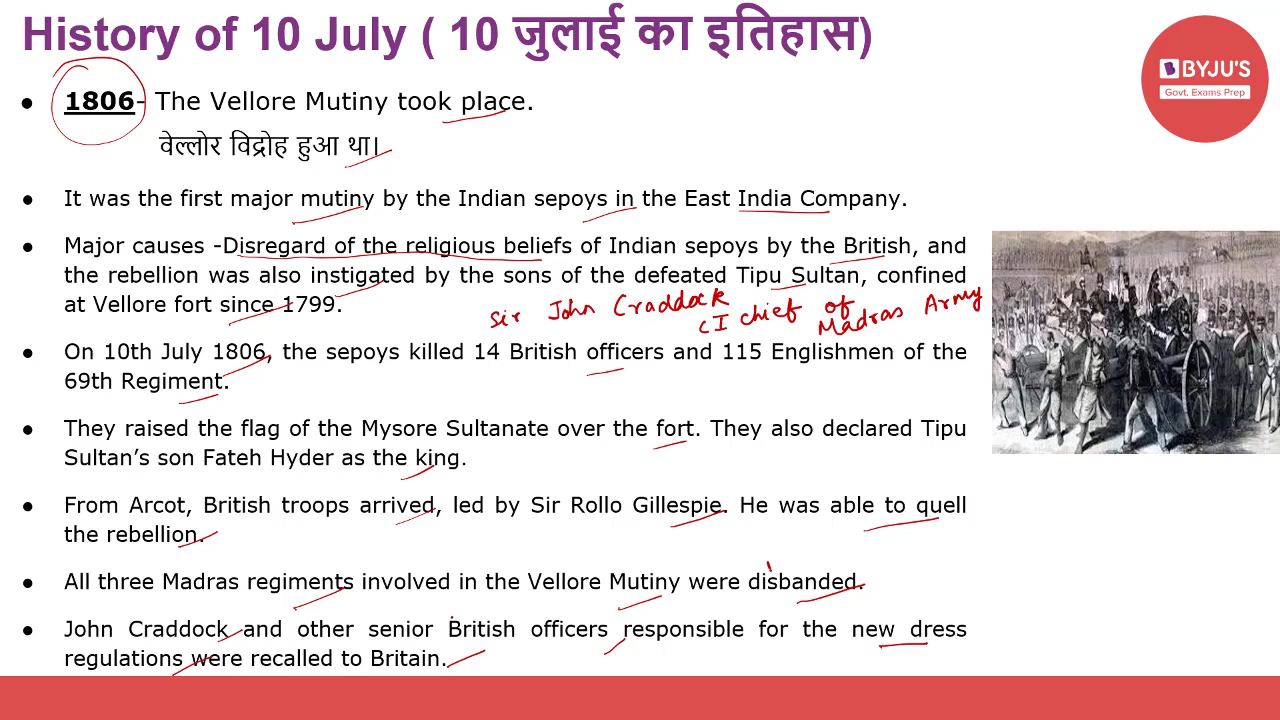 History of 10 July ( 10 जुलाई का इतिहास)
BYJU'S
Govt. Exams Prep
● 1806- The Vellore Mutiny took place.
वेल्लोर विद्रोह हुआ था।
● It was the first major mutiny by the Indian sepoys in the East India Company.
● Major causes -Disregard of the religious beliefs of Indian sepoys by the British, and
the rebellion was also instigated by the sons of the defeated Tipu Sultan, confined
at Vellore fort since 1799.
Sir John Craddock
CI chief of
Madras Army
● On 10th July 1806, the sepoys killed 14 British officers and 115 Englishmen of the
69th Regiment.
● They raised the flag of the Mysore Sultanate over the fort. They also declared Tipu
Sultan’s son Fateh Hyder as the king.
● From Arcot, British troops arrived, led by Sir Rollo Gillespie. He was able to quell
the rebellion.
● All three Madras regiments involved in the Vellore Mutiny were disbanded.
● John Craddock and other senior British officers responsible for the new dress
regulations were recalled to Britain.